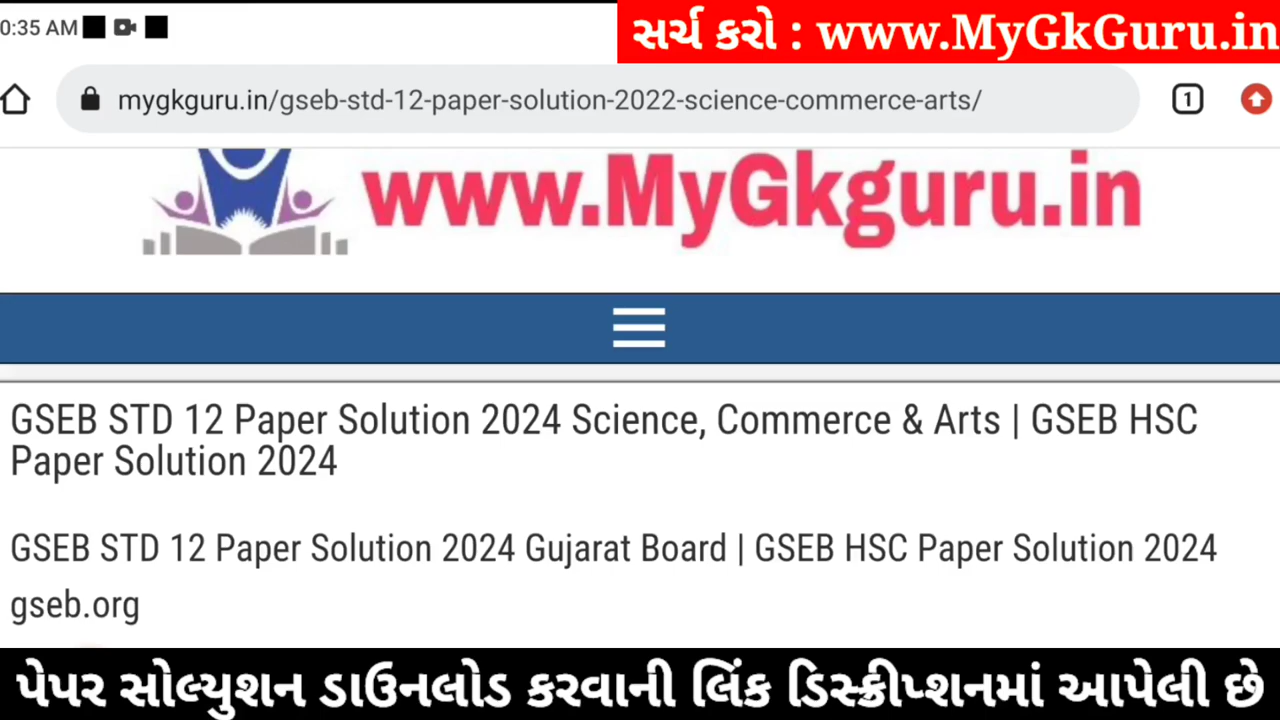 0:35 AM
સર્ચ કરો : www.MyGkGuru.in
mygkguru.in/gseb-std-12-paper-solution-2022-science-commerce-arts/
1
www.MyGkguru.in
GSEB STD 12 Paper Solution 2024 Science, Commerce & Arts | GSEB HSC
Paper Solution 2024
GSEB STD 12 Paper Solution 2024 Gujarat Board | GSEB HSC Paper Solution 2024
gseb.org
પેપર સોલ્યુશન ડાઉનલોડ કરવાની લિંક ડિસ્ક્રીપ્શનમાં આપેલી છે